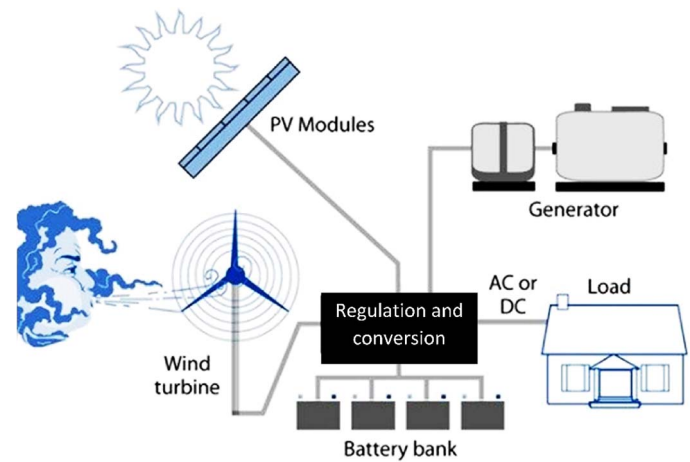 PV Modules
Generator
AC or
DC
Load
Regulation and
conversion
Wind
turbine
Battery bank